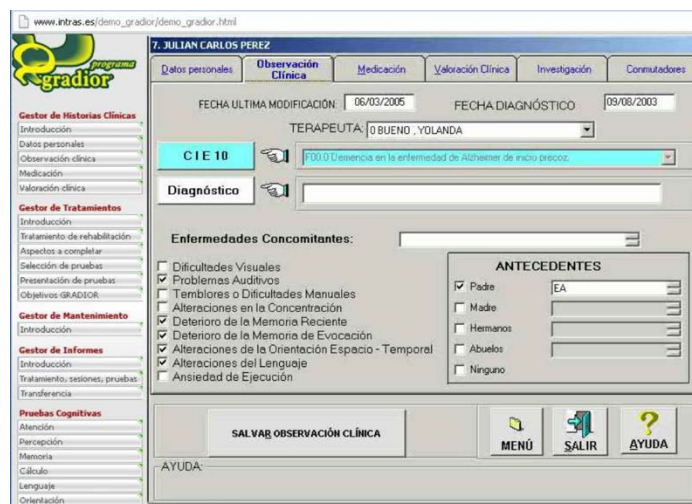 www.intras.es/demo_gradior/demo_gradior.html
programa
gradior
Gestor de Historias Clínicas
Introducción
Datos personales
Observación clínica
Medicación
Valoración clínica
Gestor de Tratamientos
Introducción
Tratamiento de rehabilitación
Aspectos a completar
Selección de pruebas
Presentación de pruebas
Objetivos GRADIOR
Gestor de Mantenimiento
Introducción
Gestor de Informes
Introducción
Tratamiento, sesiones, pruebas
Transferencia
Pruebas Cognitivas
Atención
Percepción
Memoria
Cálculo
Lenguaje
Orientación
7. JULIAN CARLOS PEREZ
Datos personales
Observación
Clínica
Medicación
Valoración Clínica
Investigación
Conmutadores
FECHA ULTIMA MODIFICACIÓN: 06/03/2005 FECHA DIAGNÓSTICO 09/08/2003
TERAPEUTA: 0 BUENO , YOLANDA
C I E 10 F00.0 Demencia en la enfermedad de Alzheimer de inicio precoz.
Diagnóstico
Enfermedades Concomitantes:
Dificultades Visuales
Problemas Auditivos
Temblores o Dificultades Manuales
Alteraciones en la Concentración
Deterioro de la Memoria Reciente
Deterioro de la Memoria de Evocación
Alteraciones de la Orientación Espacio - Temporal
Alteraciones del Lenguaje
Ansiedad de Ejecución
ANTECEDENTES
Padre EA
Madre
Hermanos
Abuelos
Ninguno
SALVAR OBSERVACIÓN CLÍNICA
MENÚ
SALIR
AYUDA
AYUDA: